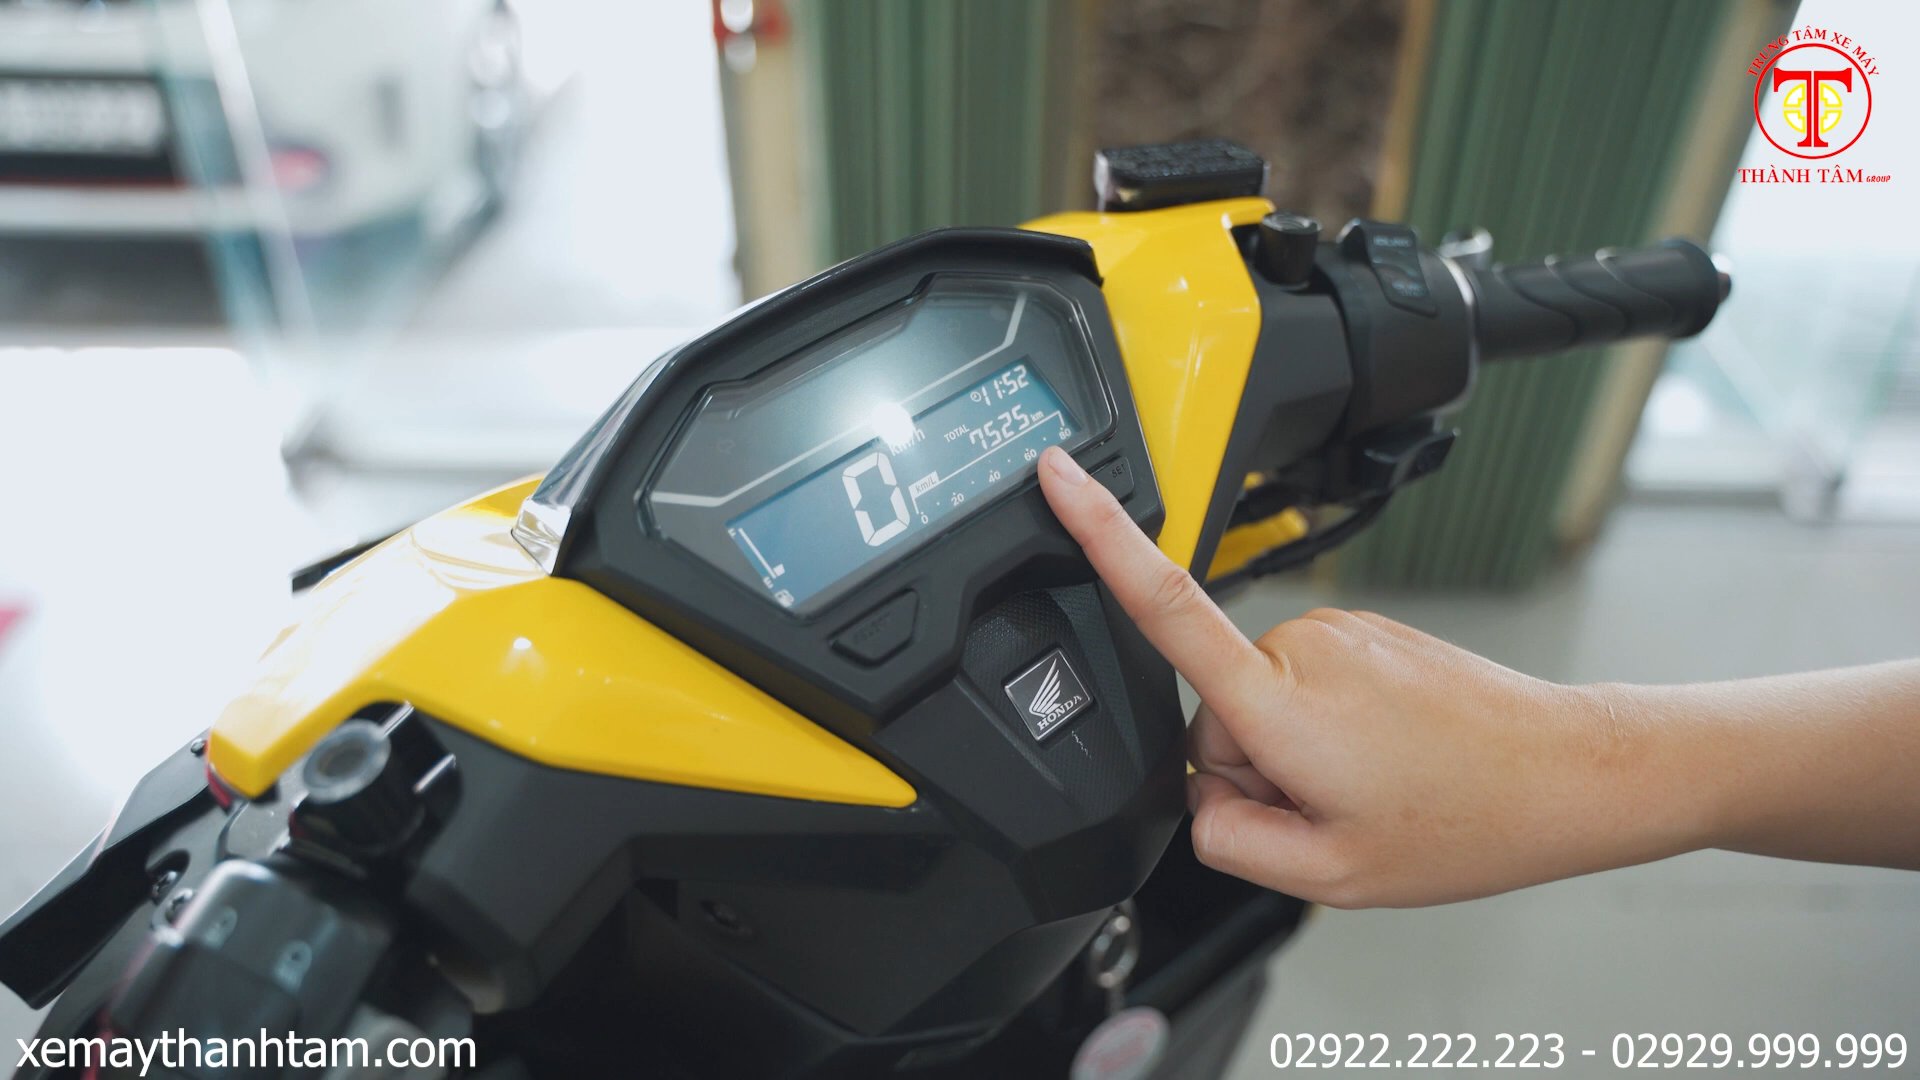 TRUNG TÂM XE MÁY
T
THÀNH TÂM GROUP
11:52
TOTAL 7525 km
km/h
0
km/L
0 20 40 60 80
F
E
SET
HONDA
xemaythanhtam.com
02922.222.223 - 02929.999.999